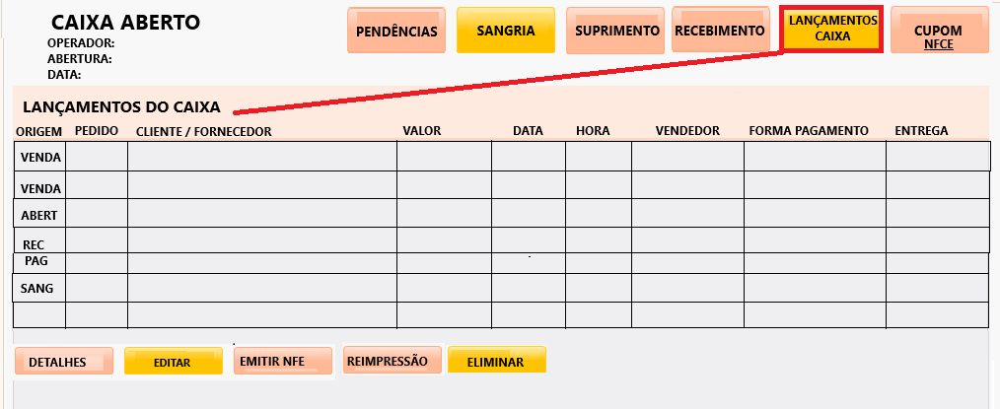 CAIXA ABERTO
OPERADOR:
ABERTURA:
DATA:
PENDÊNCIAS
SANGRIA
SUPRIMENTO
RECEBIMENTO
LANÇAMENTOS
CAIXA
CUPOM
NFCE
LANÇAMENTOS DO CAIXA
ORIGEM PEDIDO CLIENTE / FORNECEDOR VALOR DATA HORA VENDEDOR FORMA PAGAMENTO ENTREGA
VENDA
VENDA
ABERT
REC
PAG
SANG
DETALHES
EDITAR
EMITIR NFE
REIMPRESSÃO
ELIMINAR